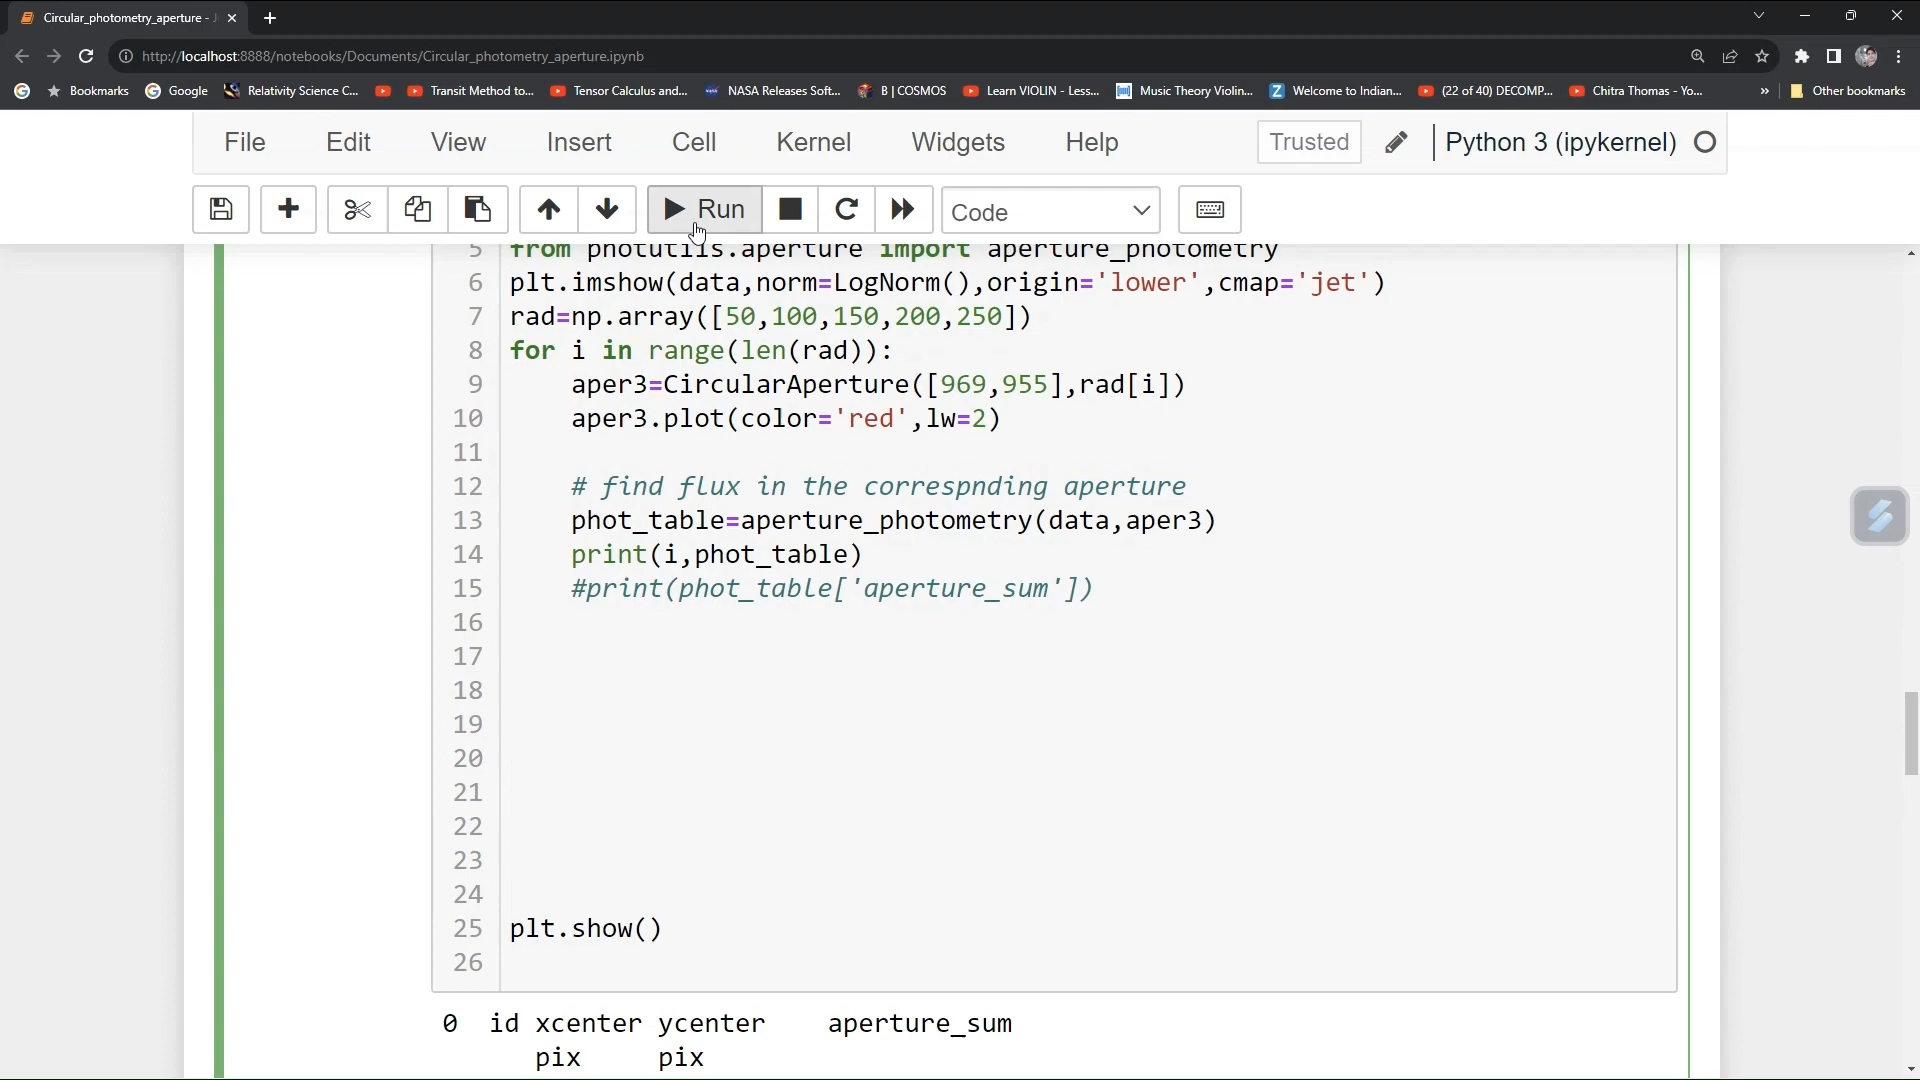 Circular_photometry_aperture - J
http://localhost:8888/notebooks/Documents/Circular_photometry_aperture.ipynb
Bookmarks Google Relativity Science C... Transit Method to... Tensor Calculus and... NASA Releases Soft... B | COSMOS Learn VIOLIN - Less... Music Theory Violin... Welcome to Indian... (22 of 40) DECOMP... Chitra Thomas - Yo... » Other bookmarks
File Edit View Insert Cell Kernel Widgets Help Trusted Python 3 (ipykernel)
Run Code
5 from photutils.aperture import aperture_photometry
6 plt.imshow(data,norm=LogNorm(),origin='lower',cmap='jet')
7 rad=np.array([50,100,150,200,250])
8 for i in range(len(rad)):
9 aper3=CircularAperture([969,955],rad[i])
10 aper3.plot(color='red',lw=2)
11
12 # find flux in the correspnding aperture
13 phot_table=aperture_photometry(data,aper3)
14 print(i,phot_table)
15 #print(phot_table['aperture_sum'])
16
17
18
19
20
21
22
23
24
25 plt.show()
26
0 id xcenter ycenter aperture_sum
pix pix